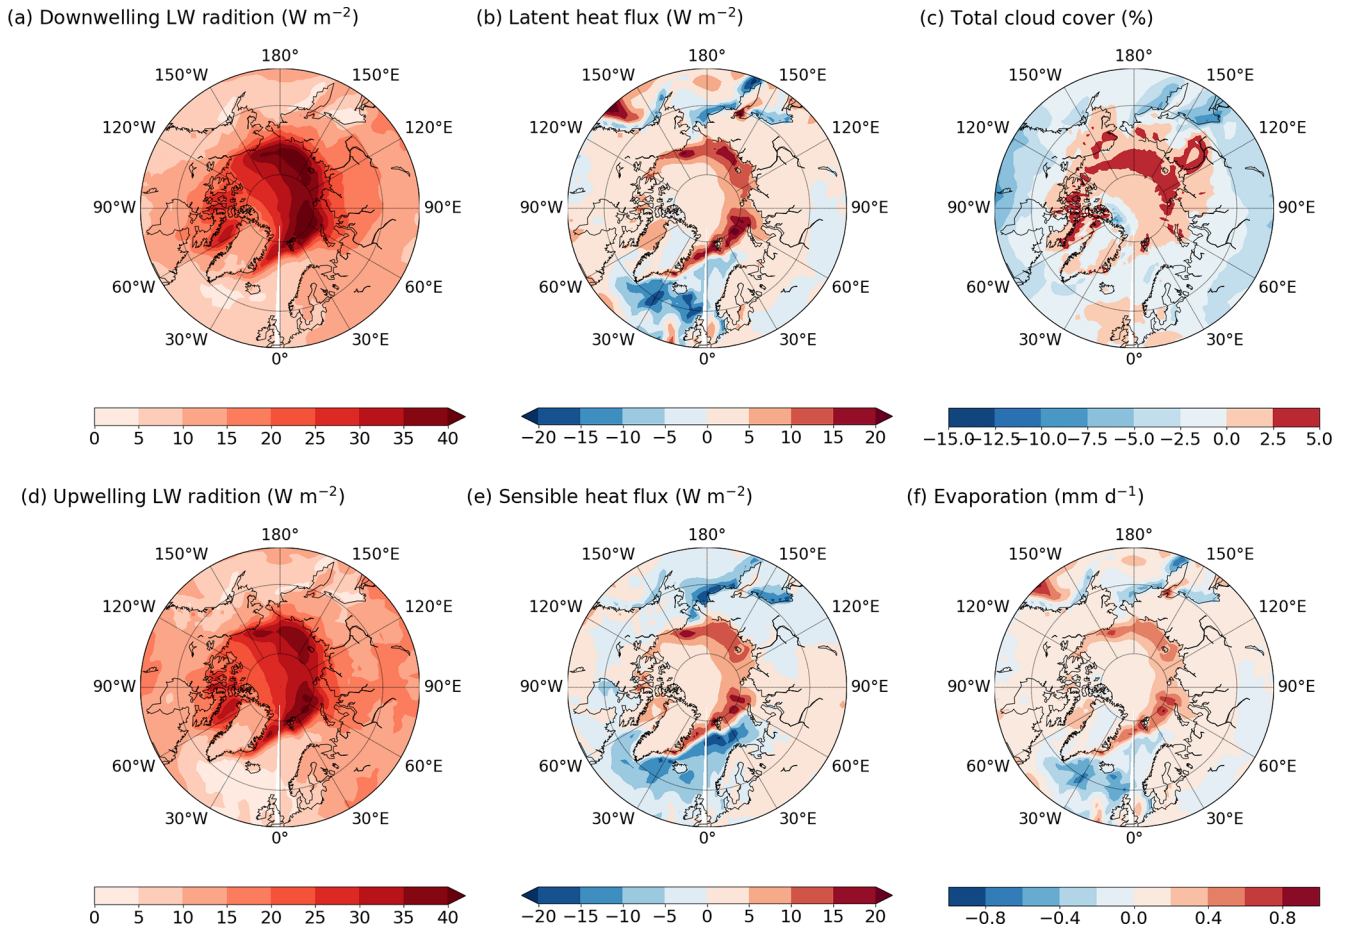 (a) Downwelling LW radition (W m−2)
(b) Latent heat flux (W m−2)
(c) Total cloud cover (%)
180° 180° 180°
150°W 150°E 150°W 150°E 150°W 150°E
120°W 120°E 120°W 120°E 120°W 120°E
90°W 90°E 90°W 90°E 90°W 90°E
60°W 60°E 60°W 60°E 60°W 60°E
30°W 30°E 30°W 30°E 30°W 30°E
0° 0° 0°
0 5 10 15 20 25 30 35 40
−20 −15 −10 −5 0 5 10 15 20
−15.0 −12.5 −10.0 −7.5 −5.0 −2.5 0.0 2.5 5.0
(d) Upwelling LW radition (W m−2)
(e) Sensible heat flux (W m−2)
(f) Evaporation (mm d−1)
180° 180° 180°
150°W 150°E 150°W 150°E 150°W 150°E
120°W 120°E 120°W 120°E 120°W 120°E
90°W 90°E 90°W 90°E 90°W 90°E
60°W 60°E 60°W 60°E 60°W 60°E
30°W 30°E 30°W 30°E 30°W 30°E
0° 0° 0°
0 5 10 15 20 25 30 35 40
−20 −15 −10 −5 0 5 10 15 20
−0.8 −0.4 0.0 0.4 0.8